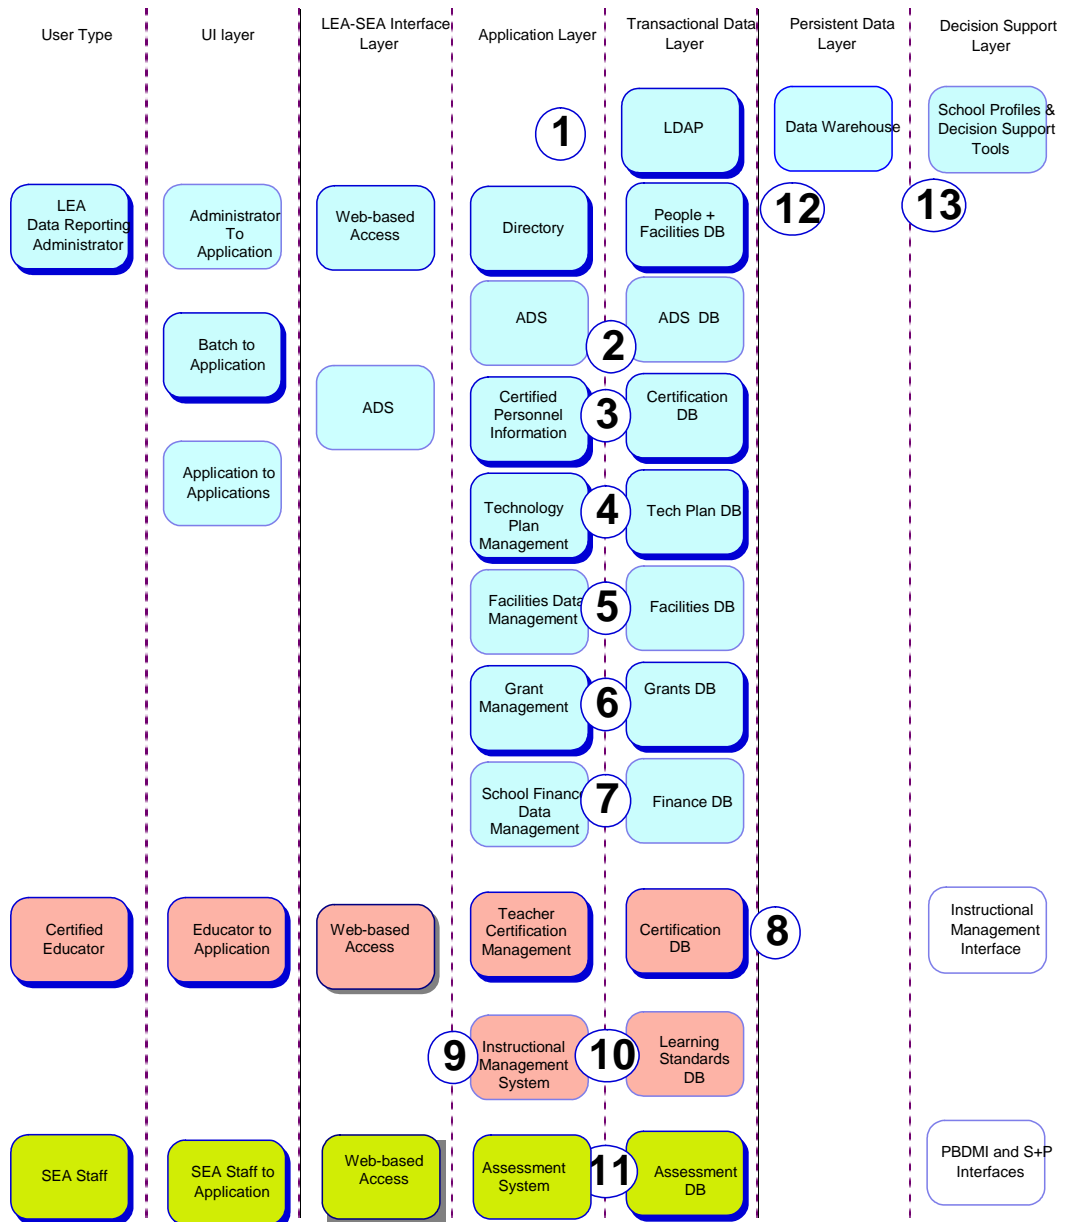 User Type
UI layer
LEA-SEA Interface
Layer
Application Layer
Transactional Data
Layer
Persistent Data
Layer
Decision Support
Layer
1
LDAP
Data Warehouse
School Profiles &
Decision Support
Tools
LEA
Data Reporting
Administrator
Administrator
To
Application
Web-based
Access
Directory
People +
Facilities DB
12
13
Batch to
Application
ADS
2
ADS DB
ADS
Certified
Personnel
Information
3
Certification
DB
Application to
Applications
Technology
Plan
Management
4
Tech Plan DB
Facilities Data
Management
5
Facilities DB
Grant
Management
6
Grants DB
School Finance
Data
Management
7
Finance DB
Certified
Educator
Educator to
Application
Web-based
Access
Teacher
Certification
Management
Certification
DB
8
Instructional
Management
Interface
9
Instructional
Management
System
10
Learning
Standards
DB
SEA Staff
SEA Staff to
Application
Web-based
Access
Assessment
System
11
Assessment
DB
PBDMI and S+P
Interfaces